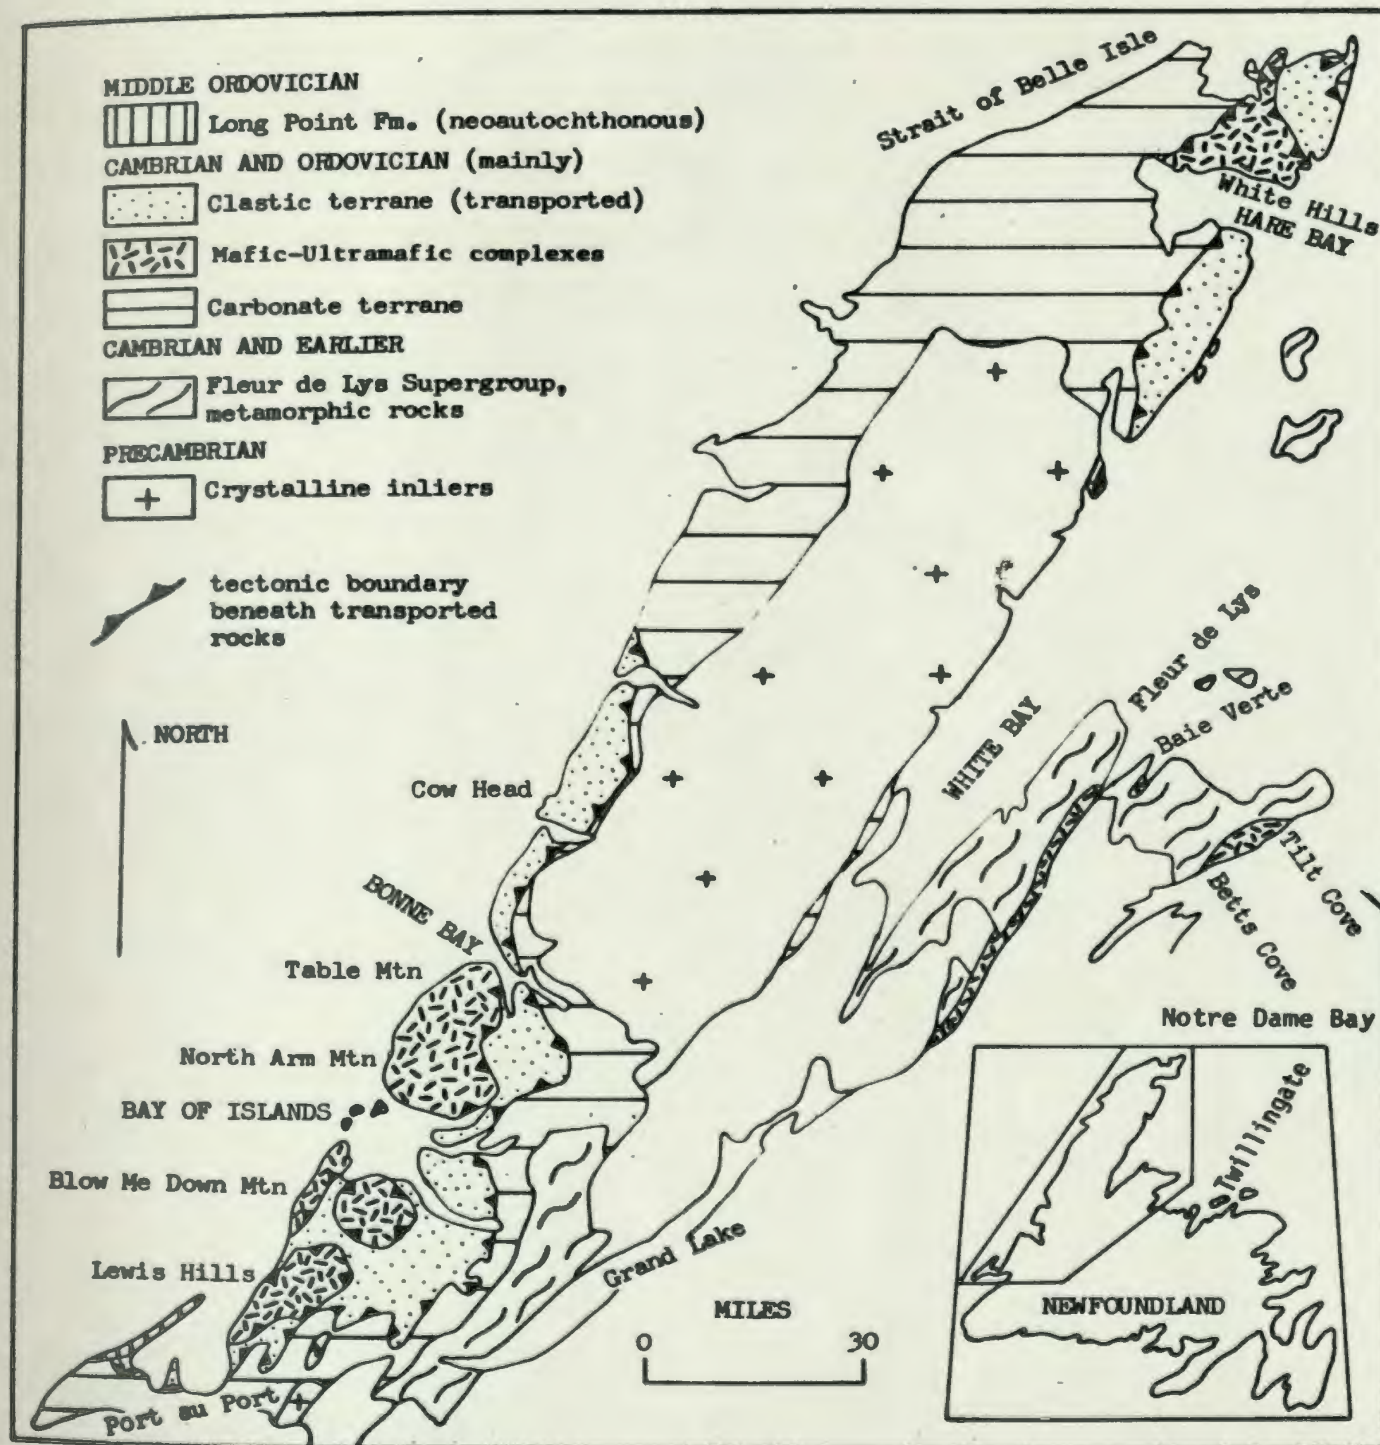 MIDDLE ORDOVICIAN
Long Point Fm. (neoautochthonous)
CAMBRIAN AND ORDOVICIAN (mainly)
Clastic terrane (transported)
Mafic-Ultramafic complexes
Carbonate terrane
CAMBRIAN AND EARLIER
Fleur de Lys Supergroup,
metamorphic rocks
PRECAMBRIAN
Crystalline inliers
tectonic boundary
beneath transported
rocks
NORTH
Strait of Belle Isle
White Hills
HARE BAY
Fleur de Lys
Baie Verte
WHITE BAY
Tilt Cove
Betts Cove
Notre Dame Bay
Cow Head
BONNE BAY
Table Mtn
North Arm Mtn
BAY OF ISLANDS
Blow Me Down Mtn
Lewis Hills
Port au Port
Grand Lake
MILES
0 30
Twillingate
NEWFOUNDLAND